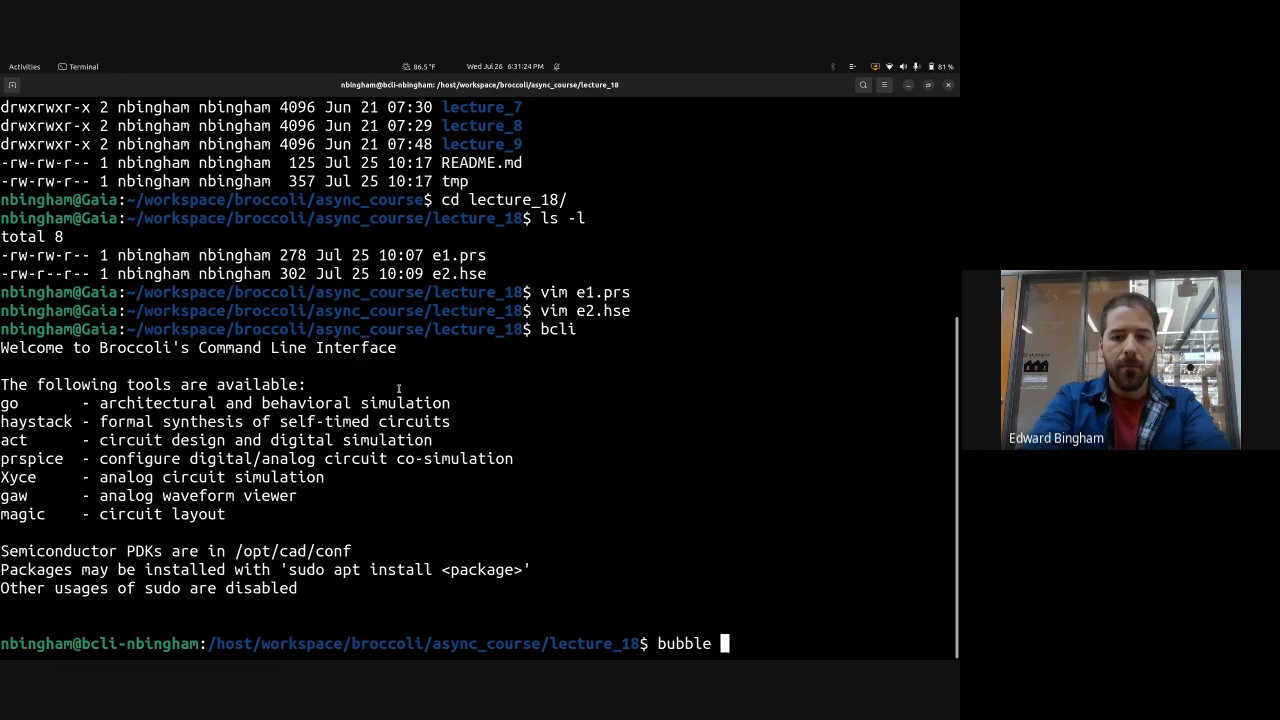 Activities
Terminal
86.5 °F
Wed Jul 26 6:31:24 PM
81 %
nbingham@bcli-nbingham: /host/workspace/broccoli/async_course/lecture_18
drwxrwxr-x 2 nbingham nbingham 4096 Jun 21 07:30 lecture_7
drwxrwxr-x 2 nbingham nbingham 4096 Jun 21 07:29 lecture_8
drwxrwxr-x 2 nbingham nbingham 4096 Jun 21 07:48 lecture_9
-rw-rw-r-- 1 nbingham nbingham  125 Jul 25 10:17 README.md
-rw-rw-r-- 1 nbingham nbingham  357 Jul 25 10:17 tmp
nbingham@Gaia:~/workspace/broccoli/async_course$ cd lecture_18/
nbingham@Gaia:~/workspace/broccoli/async_course/lecture_18$ ls -l
total 8
-rw-rw-r-- 1 nbingham nbingham 278 Jul 25 10:07 e1.prs
-rw-r--r-- 1 nbingham nbingham 302 Jul 25 10:09 e2.hse
nbingham@Gaia:~/workspace/broccoli/async_course/lecture_18$ vim e1.prs
nbingham@Gaia:~/workspace/broccoli/async_course/lecture_18$ vim e2.hse
nbingham@Gaia:~/workspace/broccoli/async_course/lecture_18$ bcli
Welcome to Broccoli's Command Line Interface
The following tools are available:
go       - architectural and behavioral simulation
haystack - formal synthesis of self-timed circuits
act      - circuit design and digital simulation
prspice  - configure digital/analog circuit co-simulation
Xyce     - analog circuit simulation
gaw      - analog waveform viewer
magic    - circuit layout
Semiconductor PDKs are in /opt/cad/conf
Packages may be installed with 'sudo apt install <package>'
Other usages of sudo are disabled
nbingham@bcli-nbingham:/host/workspace/broccoli/async_course/lecture_18$ bubble
Edward Bingham